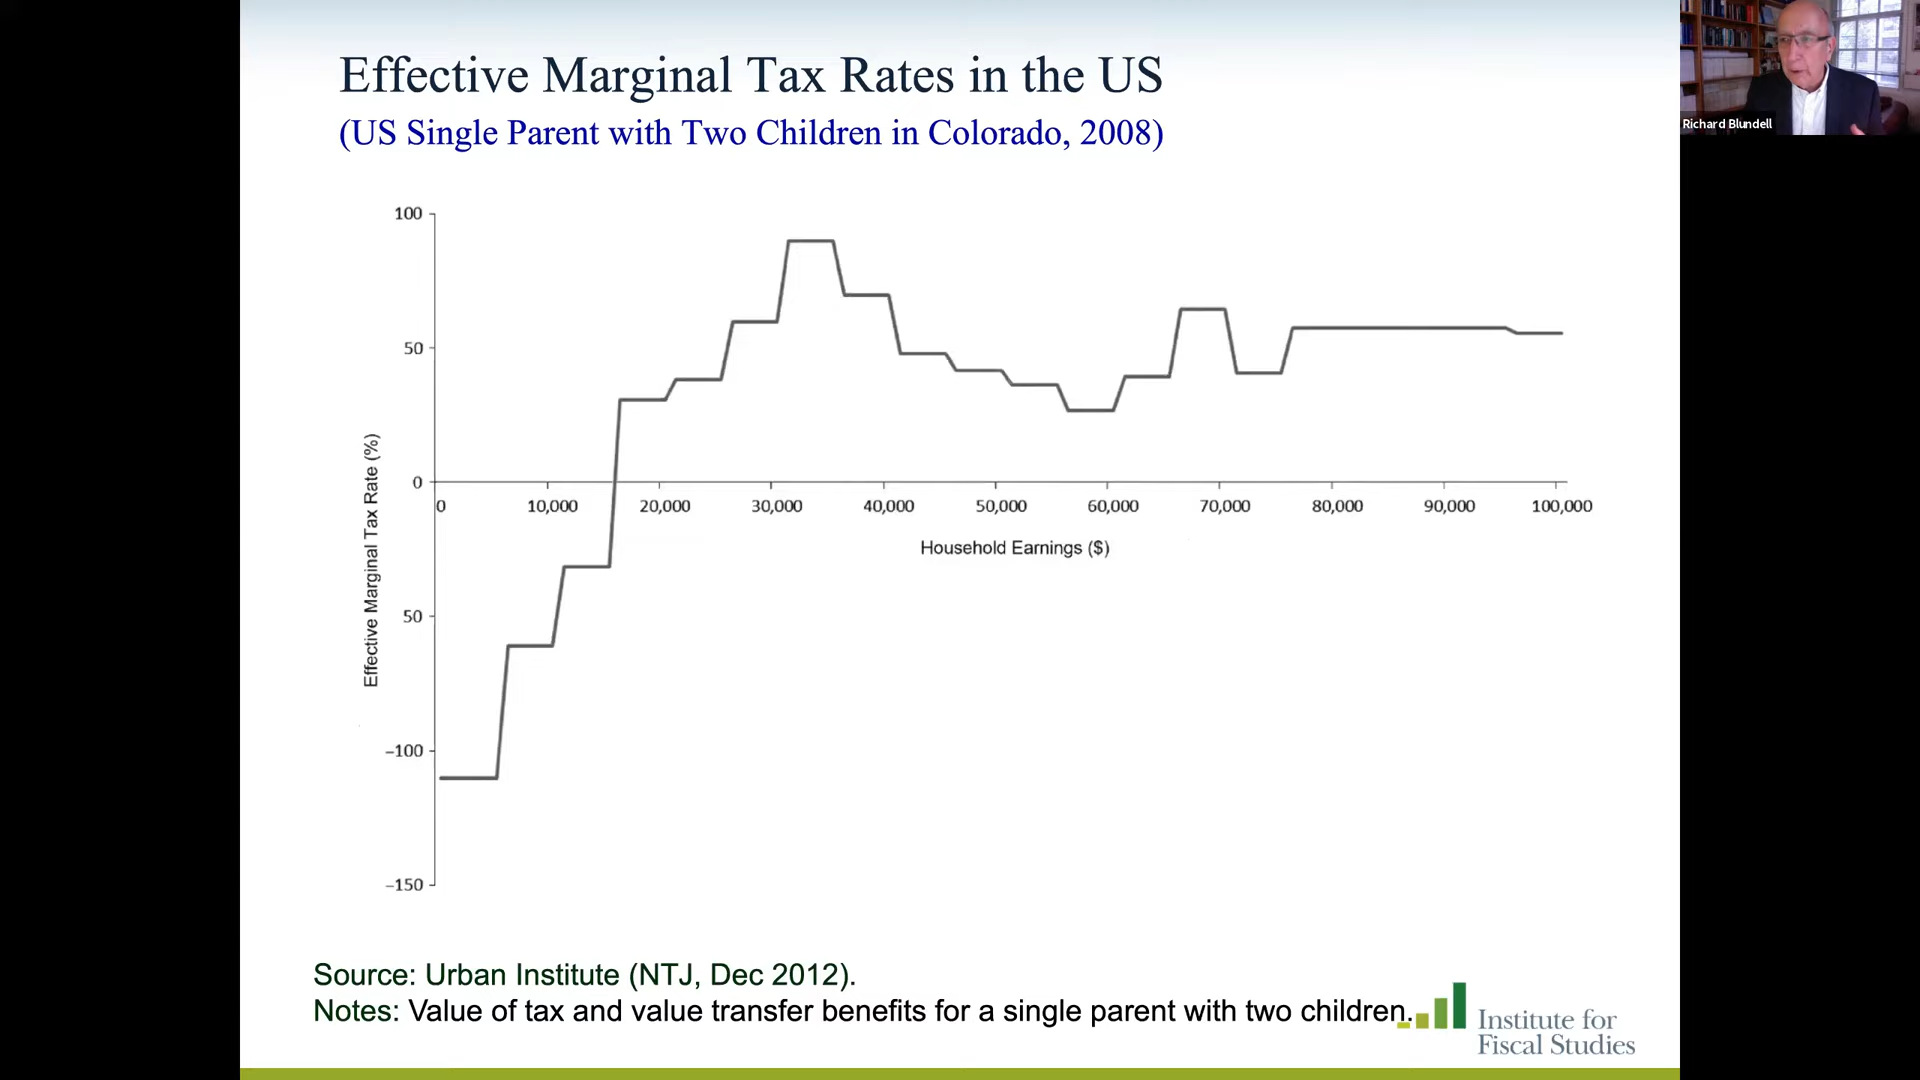 Effective Marginal Tax Rates in the US
(US Single Parent with Two Children in Colorado, 2008)
Richard Blundell
100
50
0
50
−100
−150
Effective Marginal Tax Rate (%)
0 10,000 20,000 30,000 40,000 50,000 60,000 70,000 80,000 90,000 100,000
Household Earnings ($)
Source: Urban Institute (NTJ, Dec 2012).
Notes: Value of tax and value transfer benefits for a single parent with two children.
Institute for
Fiscal Studies